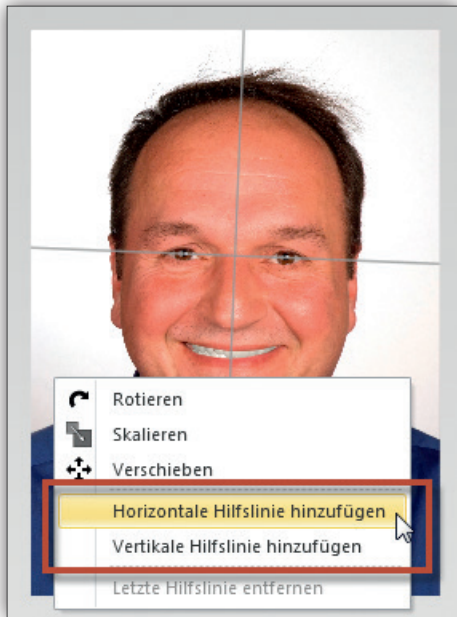 Rotieren
Skalieren
Verschieben
Horizontale Hilfslinie hinzufügen
Vertikale Hilfslinie hinzufügen
Letzte Hilfslinie entfernen